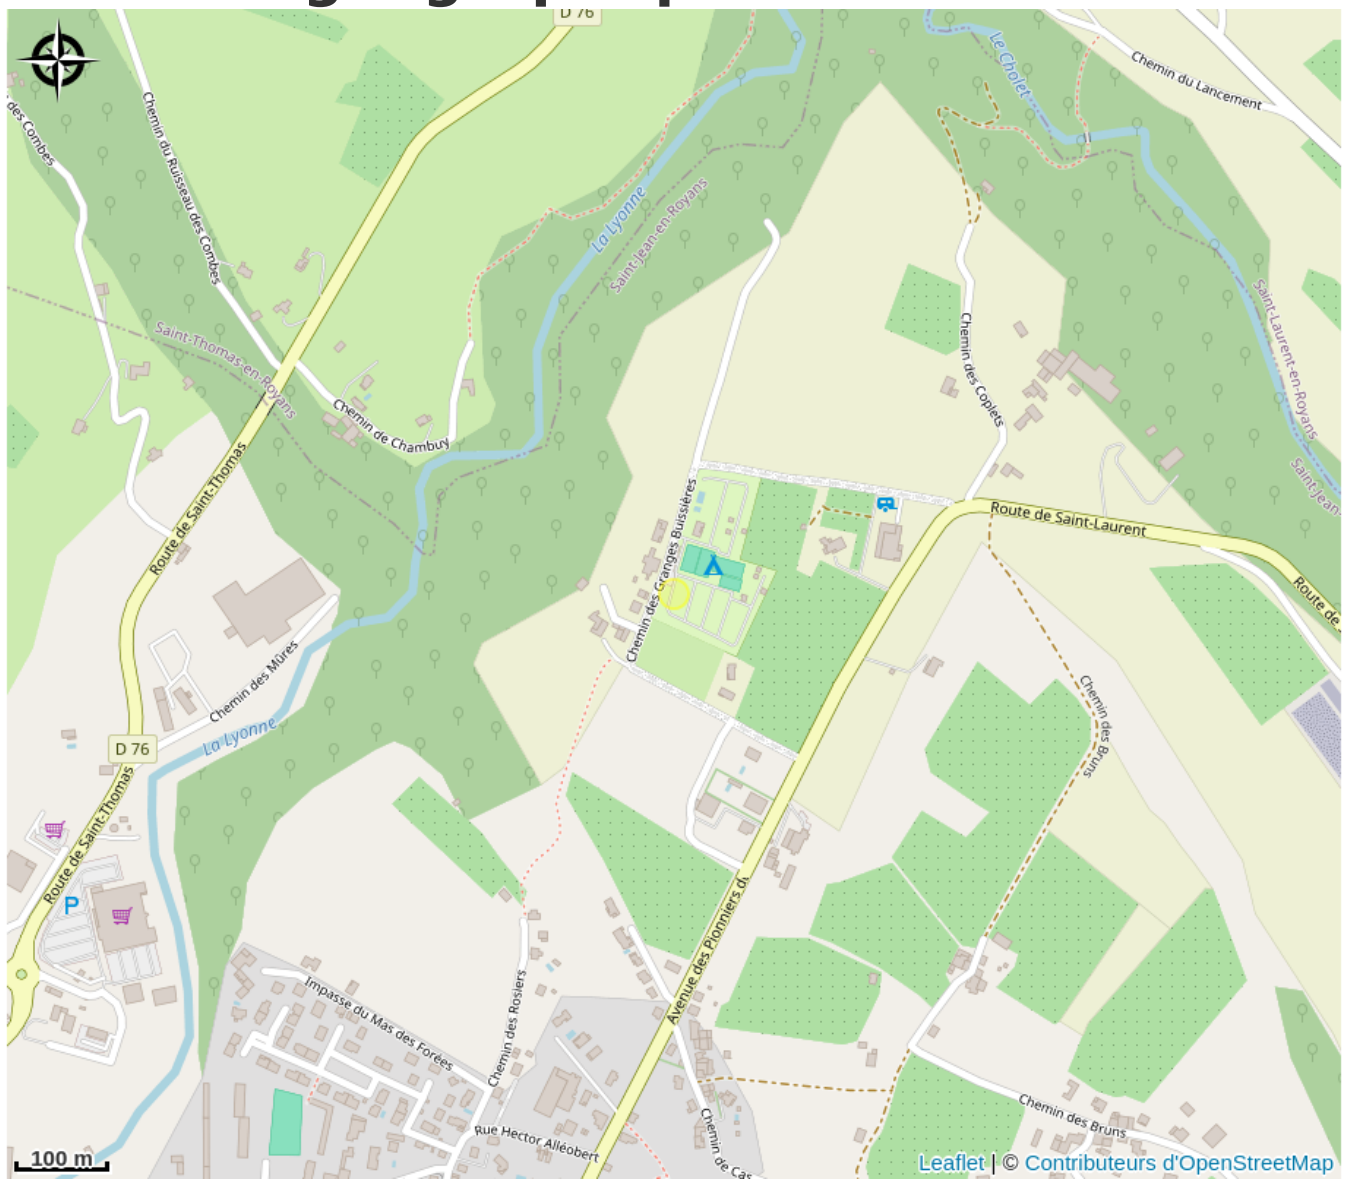 D 76
Chemin du Lancement
Le Cholet
des Combes
Chemin du Ruisseau des Combes
La Lyonne
Saint-Jean-en-Royans
Saint-Thomas-en-Royans
Saint-Laurent-en-Royans
Saint-Jean-
Chemin des Coplets
Chemin de Chambuy
Route de Saint-Thomas
Chemin des Granges Buissières
Route de Saint-Laurent
Route de
Chemin des Mûres
La Lyonne
D 76
Chemin des Bruns
Route de Saint-Thomas
P
Avenue des Pionniers du
Impasse du Mas des Forées
Chemin des Rosiers
Rue Hector Alléobert
Chemin de Cas
Chemin des Bruns
100 m
Leaflet | © Contributeurs d'OpenStreetMap